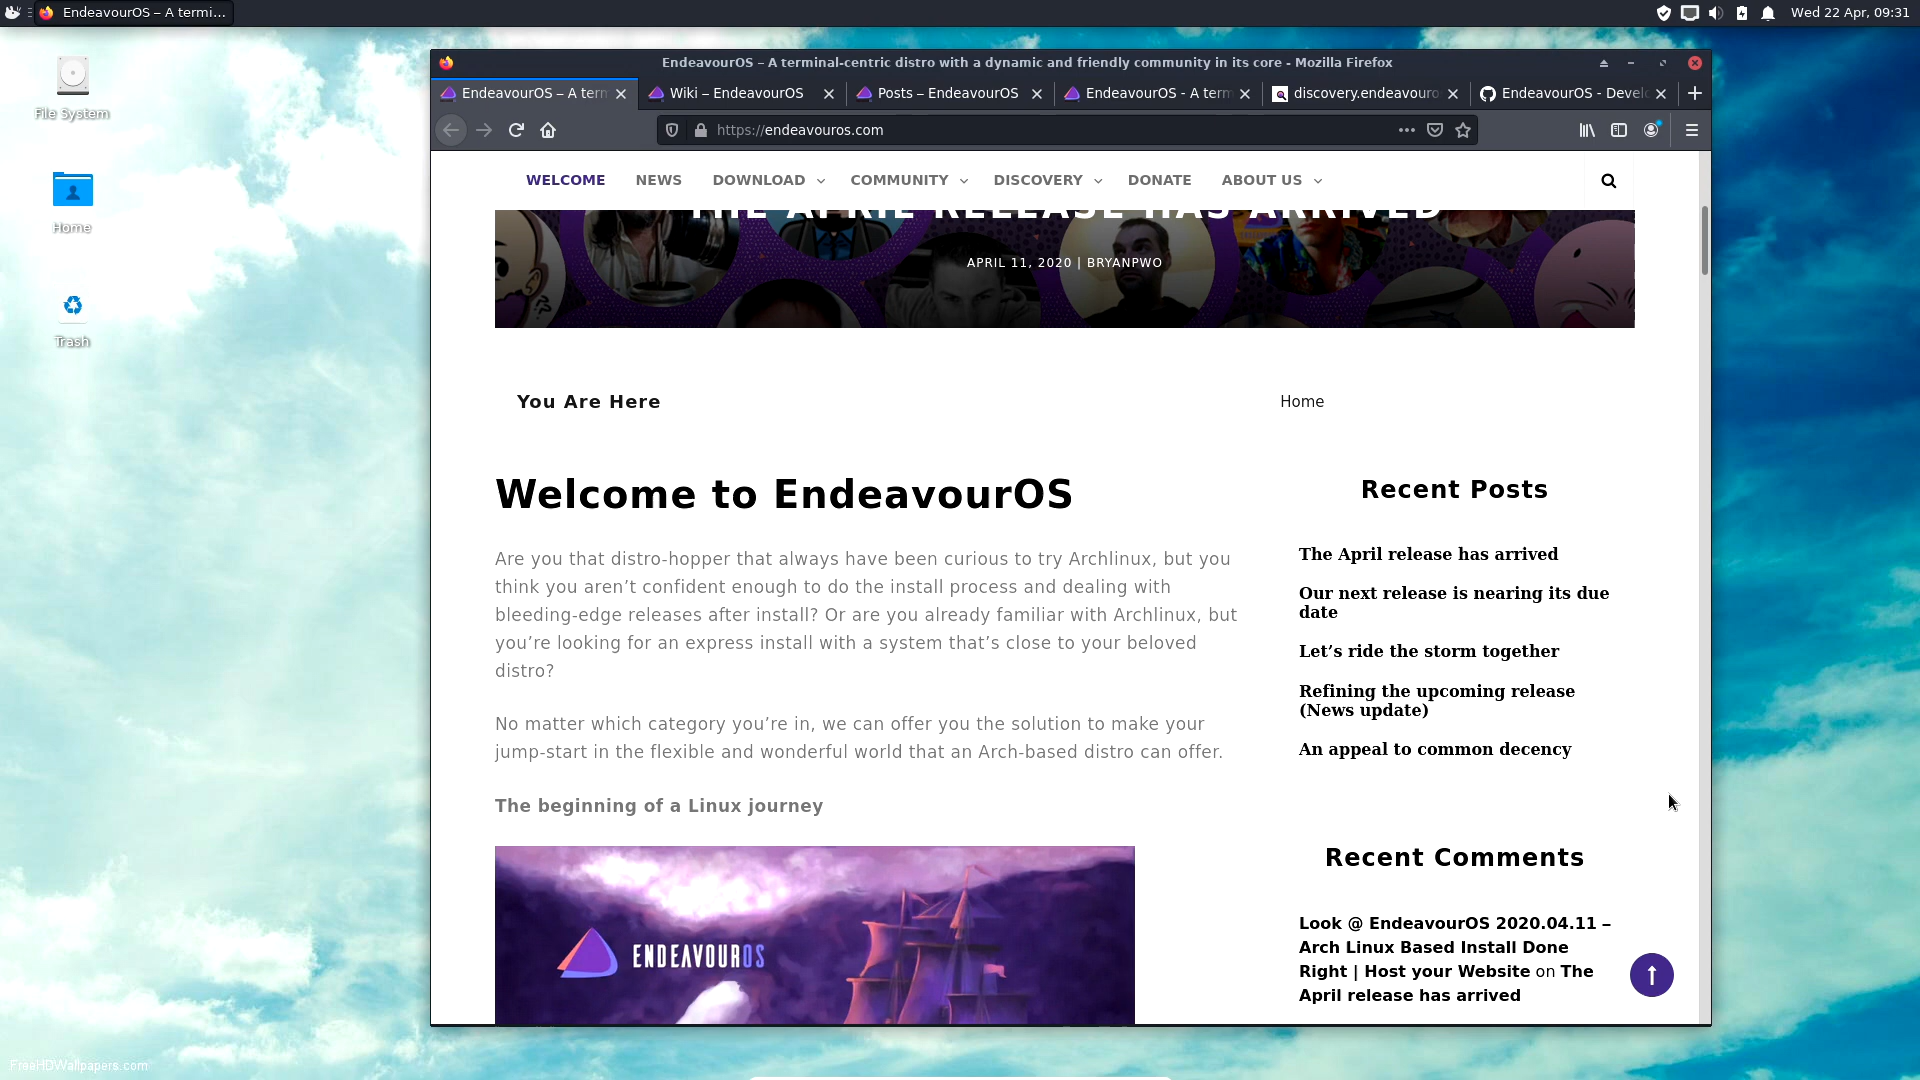 EndeavourOS – A termi...
Wed 22 Apr, 09:31
File System
Home
Trash
EndeavourOS – A terminal-centric distro with a dynamic and friendly community in its core - Mozilla Firefox
EndeavourOS – A tern
Wiki – EndeavourOS
Posts – EndeavourOS
EndeavourOS - A term
discovery.endeavouro
EndeavourOS - Develo
https://endeavouros.com
WELCOME
NEWS
DOWNLOAD
COMMUNITY
DISCOVERY
DONATE
ABOUT US
THE APRIL RELEASE HAS ARRIVED
APRIL 11, 2020 | BRYANPWO
You Are Here
Home
Welcome to EndeavourOS
Are you that distro-hopper that always have been curious to try Archlinux, but you
think you aren’t confident enough to do the install process and dealing with
bleeding-edge releases after install? Or are you already familiar with Archlinux, but
you’re looking for an express install with a system that’s close to your beloved
distro?
No matter which category you’re in, we can offer you the solution to make your
jump-start in the flexible and wonderful world that an Arch-based distro can offer.
The beginning of a Linux journey
ENDEAVOUROS
Recent Posts
The April release has arrived
Our next release is nearing its due
date
Let’s ride the storm together
Refining the upcoming release
(News update)
An appeal to common decency
Recent Comments
Look @ EndeavourOS 2020.04.11 –
Arch Linux Based Install Done
Right | Host your Website on The
April release has arrived
FreeHDWallpapers.com